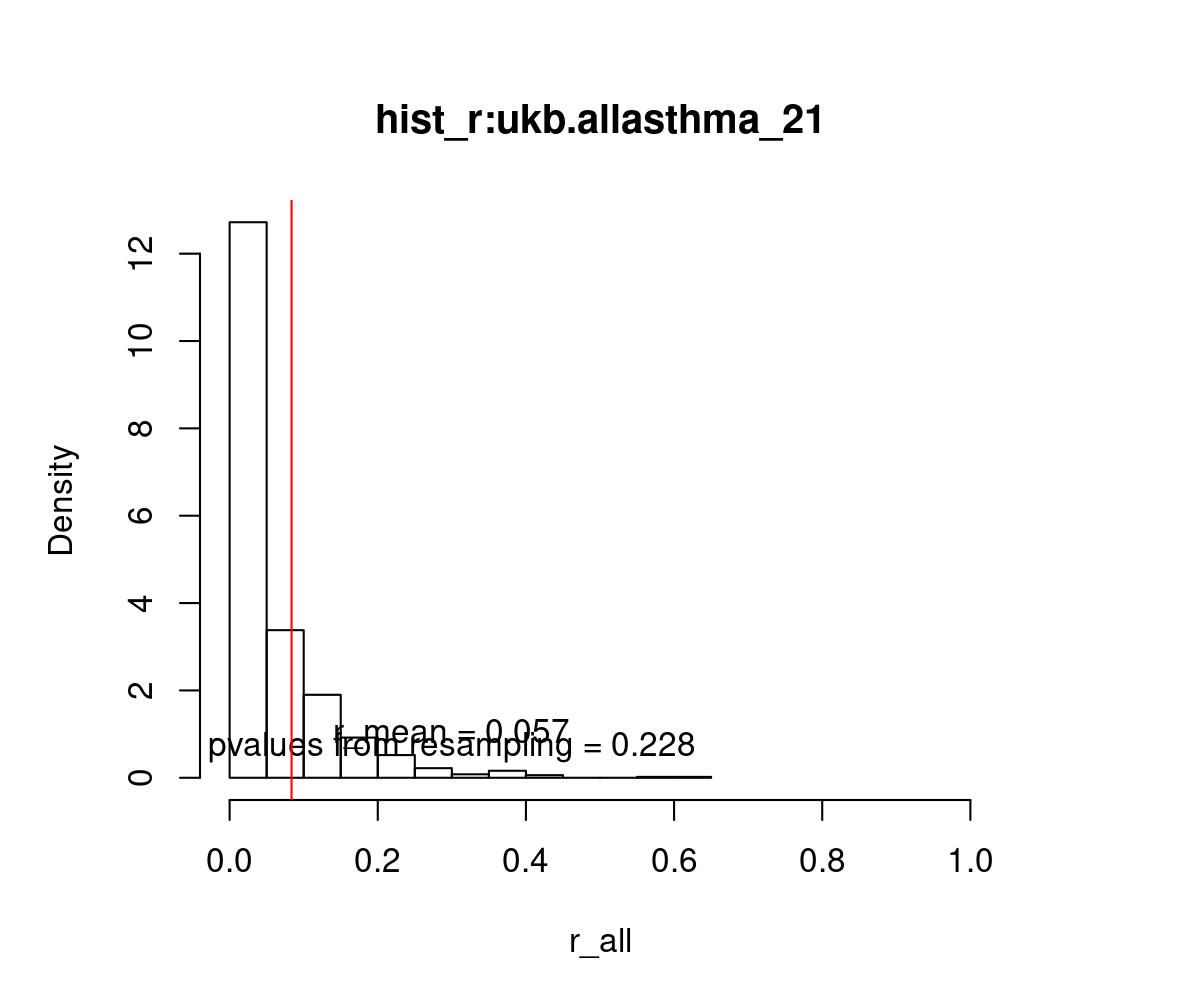 hist_r:ukb.allasthma_21
Density
12
10
8
6
4
2
0
r_mean = 0.057
pvalues from resampling = 0.228
0.0 0.2 0.4 0.6 0.8 1.0
r_all